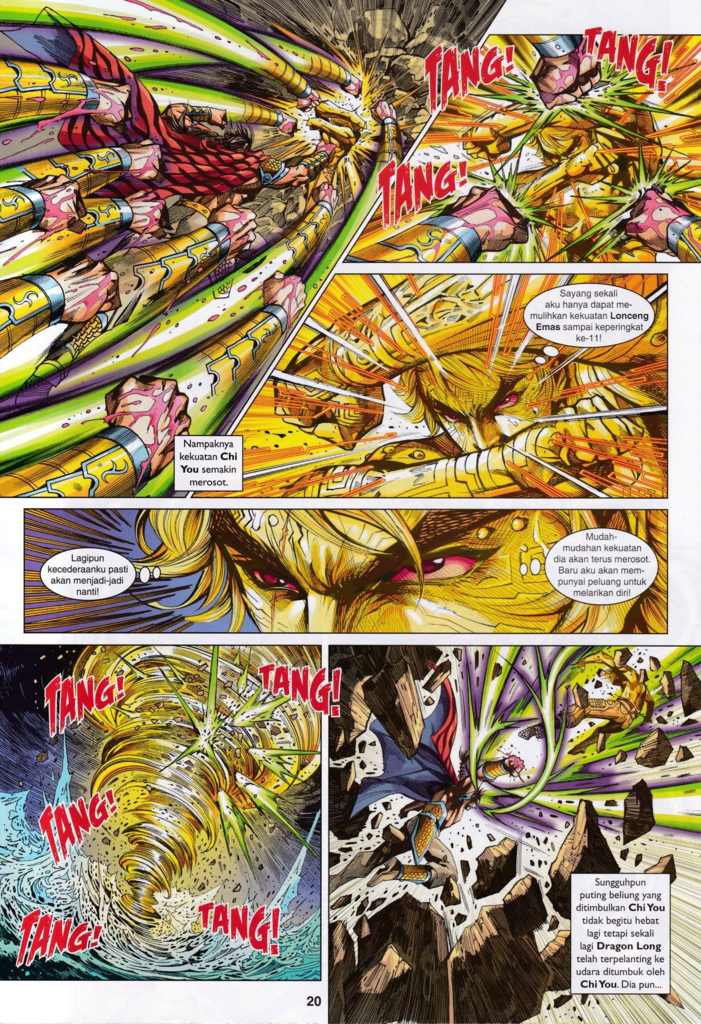 TANG!
TANG!
TANG!
Nampaknya
kekuatan Chi
You semakin
merosot.
Sayang sekali
aku hanya dapat me-
mulihkan kekuatan Lonceng
Emas sampai keperingkat
ke-11!
Lagipun
kecederaanku pasti
akan menjadi-jadi
nanti!
Mudah-
mudahan kekuatan
dia akan terus merosot.
Baru aku akan mem-
punyai peluang untuk
melarikan diri!
TANG!
TANG!
TANG!
TANG!
TANG!
Sungguhpun
puting beliung yang
ditimbulkan Chi You
tidak begitu hebat
lagi tetapi sekali
lagi Dragon Long
telah terpelanting ke
udara ditumbuk oleh
Chi You. Dia pun...
20